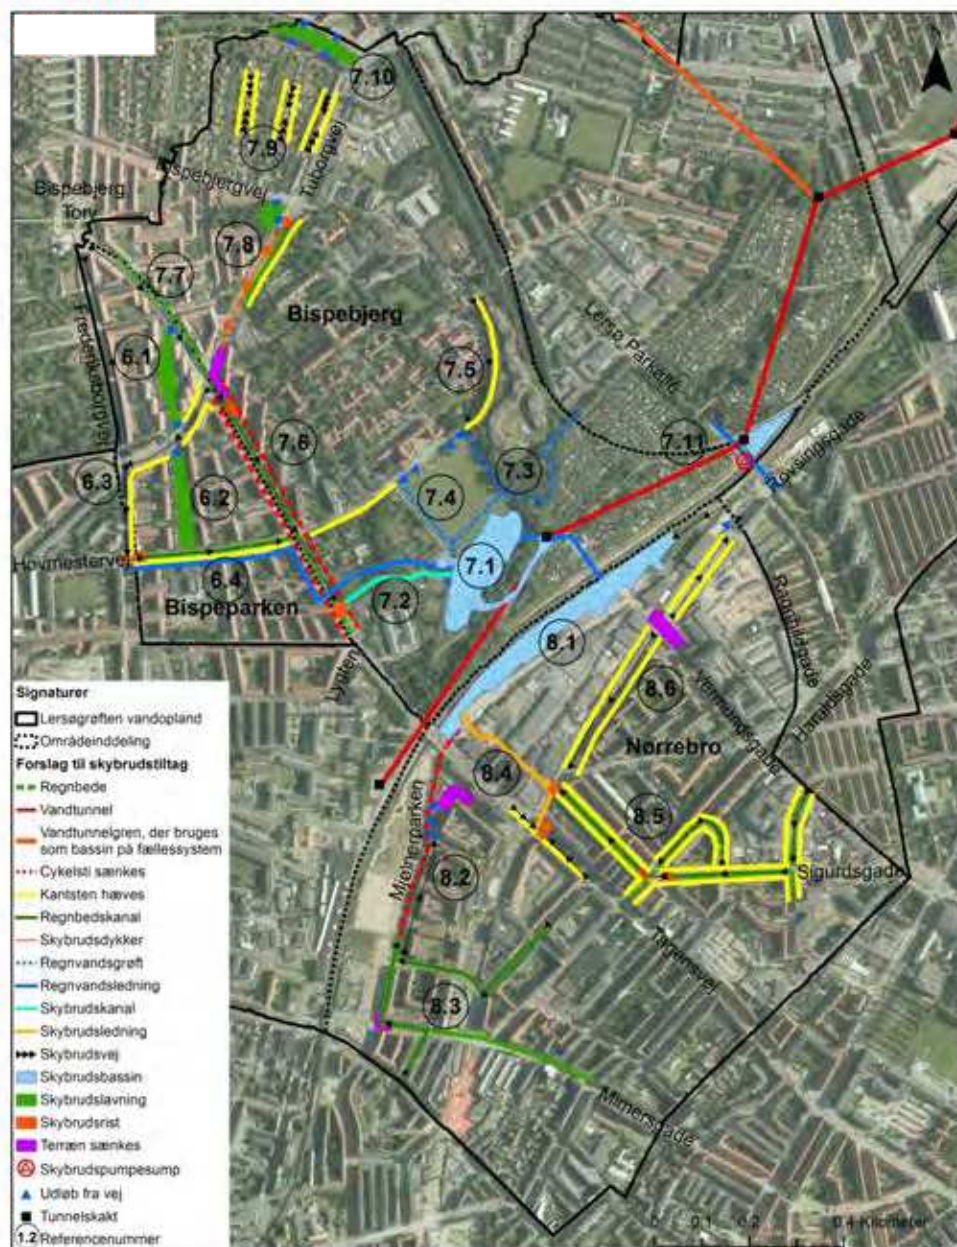 7.10
7.9
Bispebjergvej
Tuborgvej
Bispebjerg
Torv
7.8
7.7
Bispebjerg
Frederiksborgvej
Lersø Parkallé
6.1
7.5
7.6
7.11
Rovsingsgade
6.3
6.2
7.4
7.3
Hovmestervej
6.4
7.1
Bispeparken
7.2
8.1
Ragnhildgade
Lygten
8.6
Vermundsgade
Haraldsgade
Nørrebro
8.4
8.5
Mjølnerparken
8.2
Sigurdsgade
Tagensvej
8.3
Mimersgade
Signaturer
Lersøgrøften vandopland
Områdeinddeling
Forslag til skybrudstiltag
Regnbede
Vandtunnel
Vandtunnelgren, der bruges
som bassin på fællessystem
Cykelsti sænkes
Kantsten hæves
Regnbedskanal
Skybrudsdykker
Regnvandsgrøft
Regnvandsledning
Skybrudskanal
Skybrudsledning
Skybrudsvej
Skybrudsbassin
Skybrudslavning
Skybrudsrist
Terræn sænkes
Skybrudspumpesump
Udløb fra vej
Tunnelskakt
1.2 Referencenummer
0 0.1 0.2 0.4 Kilometer